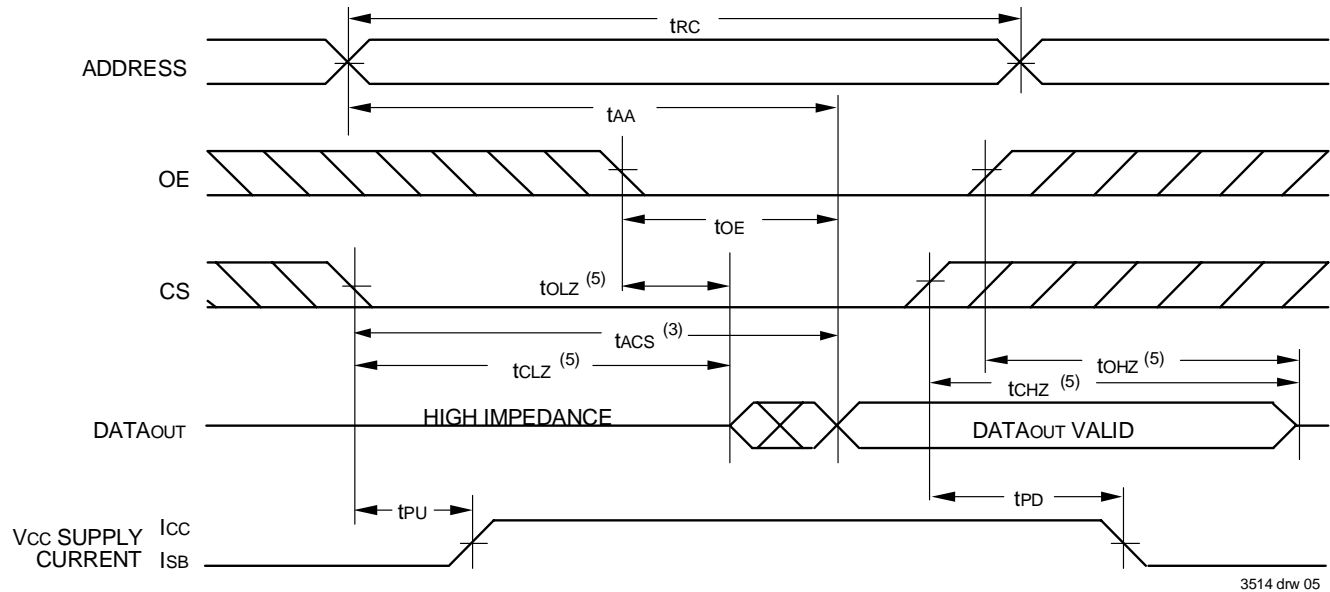 tRC
ADDRESS
tAA
OE
tOE
CS
tOLZ (5)
tACS (3)
tCLZ (5)
tOHZ (5)
tCHZ (5)
DATAOUT
HIGH IMPEDANCE
DATAOUT VALID
tPU
tPD
VCC SUPPLY CURRENT
ICC
ISB
3514 drw 05